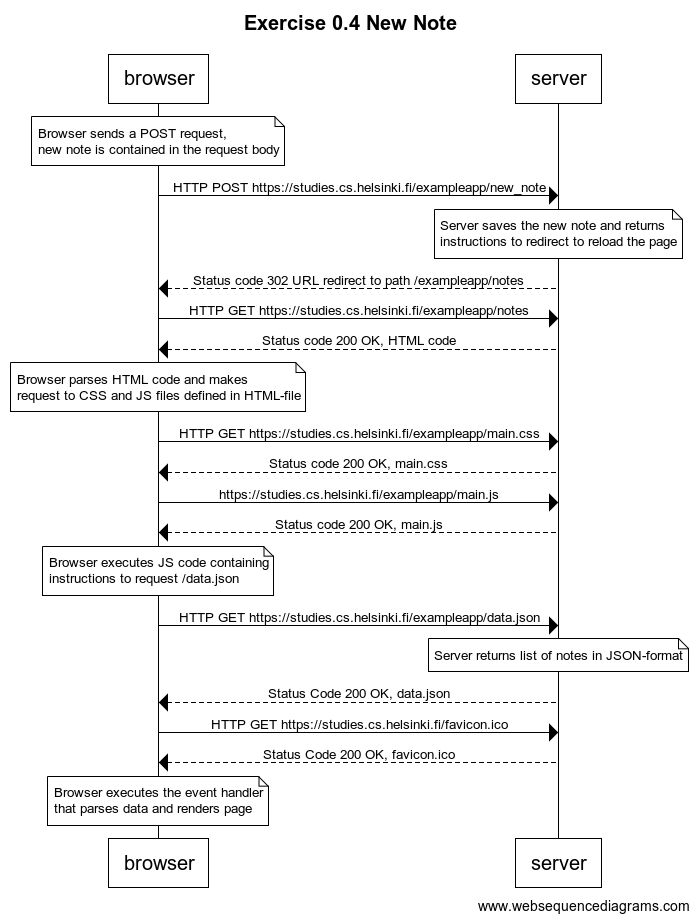 Exercise 0.4 New Note
browser
server
Browser sends a POST request,
new note is contained in the request body
HTTP POST https://studies.cs.helsinki.fi/exampleapp/new_note
Server saves the new note and returns
instructions to redirect to reload the page
Status code 302 URL redirect to path /exampleapp/notes
HTTP GET https://studies.cs.helsinki.fi/exampleapp/notes
Status code 200 OK, HTML code
Browser parses HTML code and makes
request to CSS and JS files defined in HTML-file
HTTP GET https://studies.cs.helsinki.fi/exampleapp/main.css
Status code 200 OK, main.css
https://studies.cs.helsinki.fi/exampleapp/main.js
Status code 200 OK, main.js
Browser executes JS code containing
instructions to request /data.json
HTTP GET https://studies.cs.helsinki.fi/exampleapp/data.json
Server returns list of notes in JSON-format
Status Code 200 OK, data.json
HTTP GET https://studies.cs.helsinki.fi/favicon.ico
Status Code 200 OK, favicon.ico
Browser executes the event handler
that parses data and renders page
browser
server
www.websequencediagrams.com